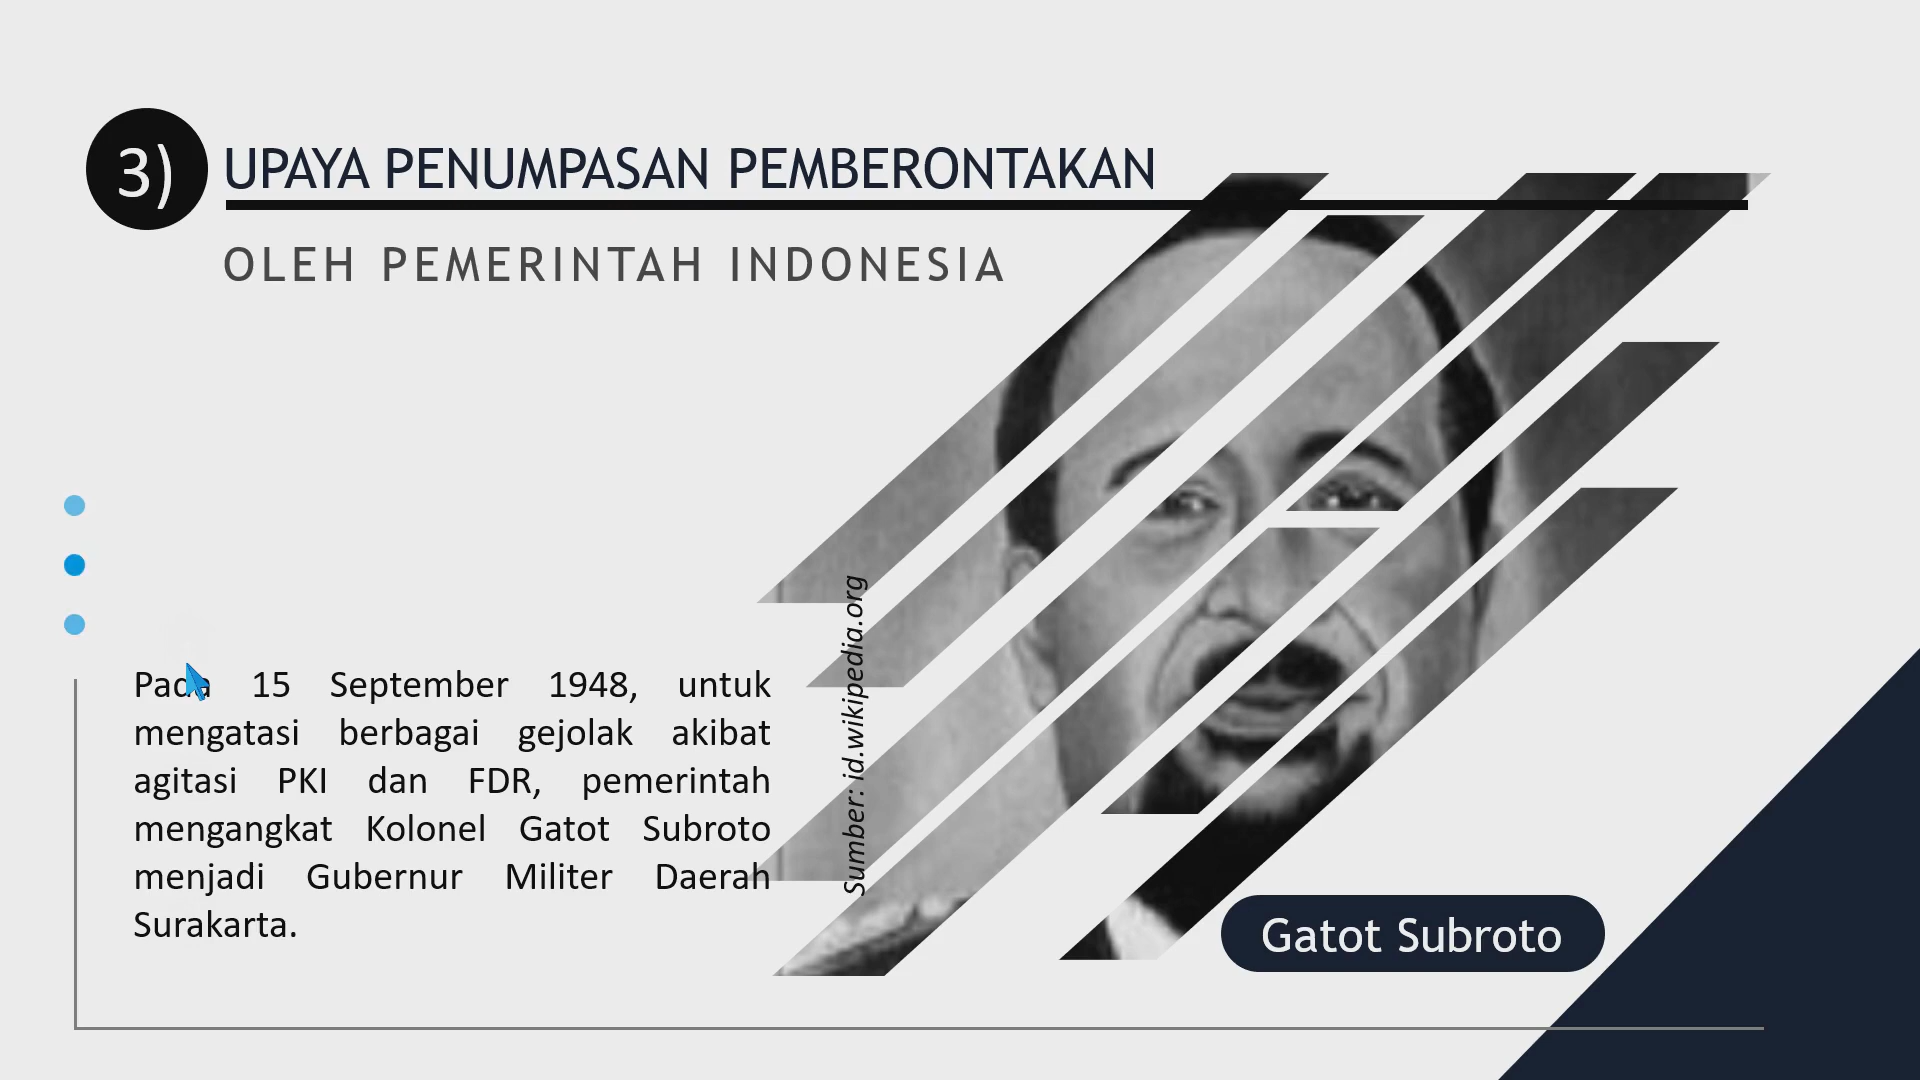 3)
UPAYA PENUMPASAN PEMBERONTAKAN
OLEH PEMERINTAH INDONESIA
Pada 15 September 1948, untuk
mengatasi berbagai gejolak akibat
agitasi PKI dan FDR, pemerintah
mengangkat Kolonel Gatot Subroto
menjadi Gubernur Militer Daerah
Surakarta.
Sumber: id.wikipedia.org
Gatot Subroto